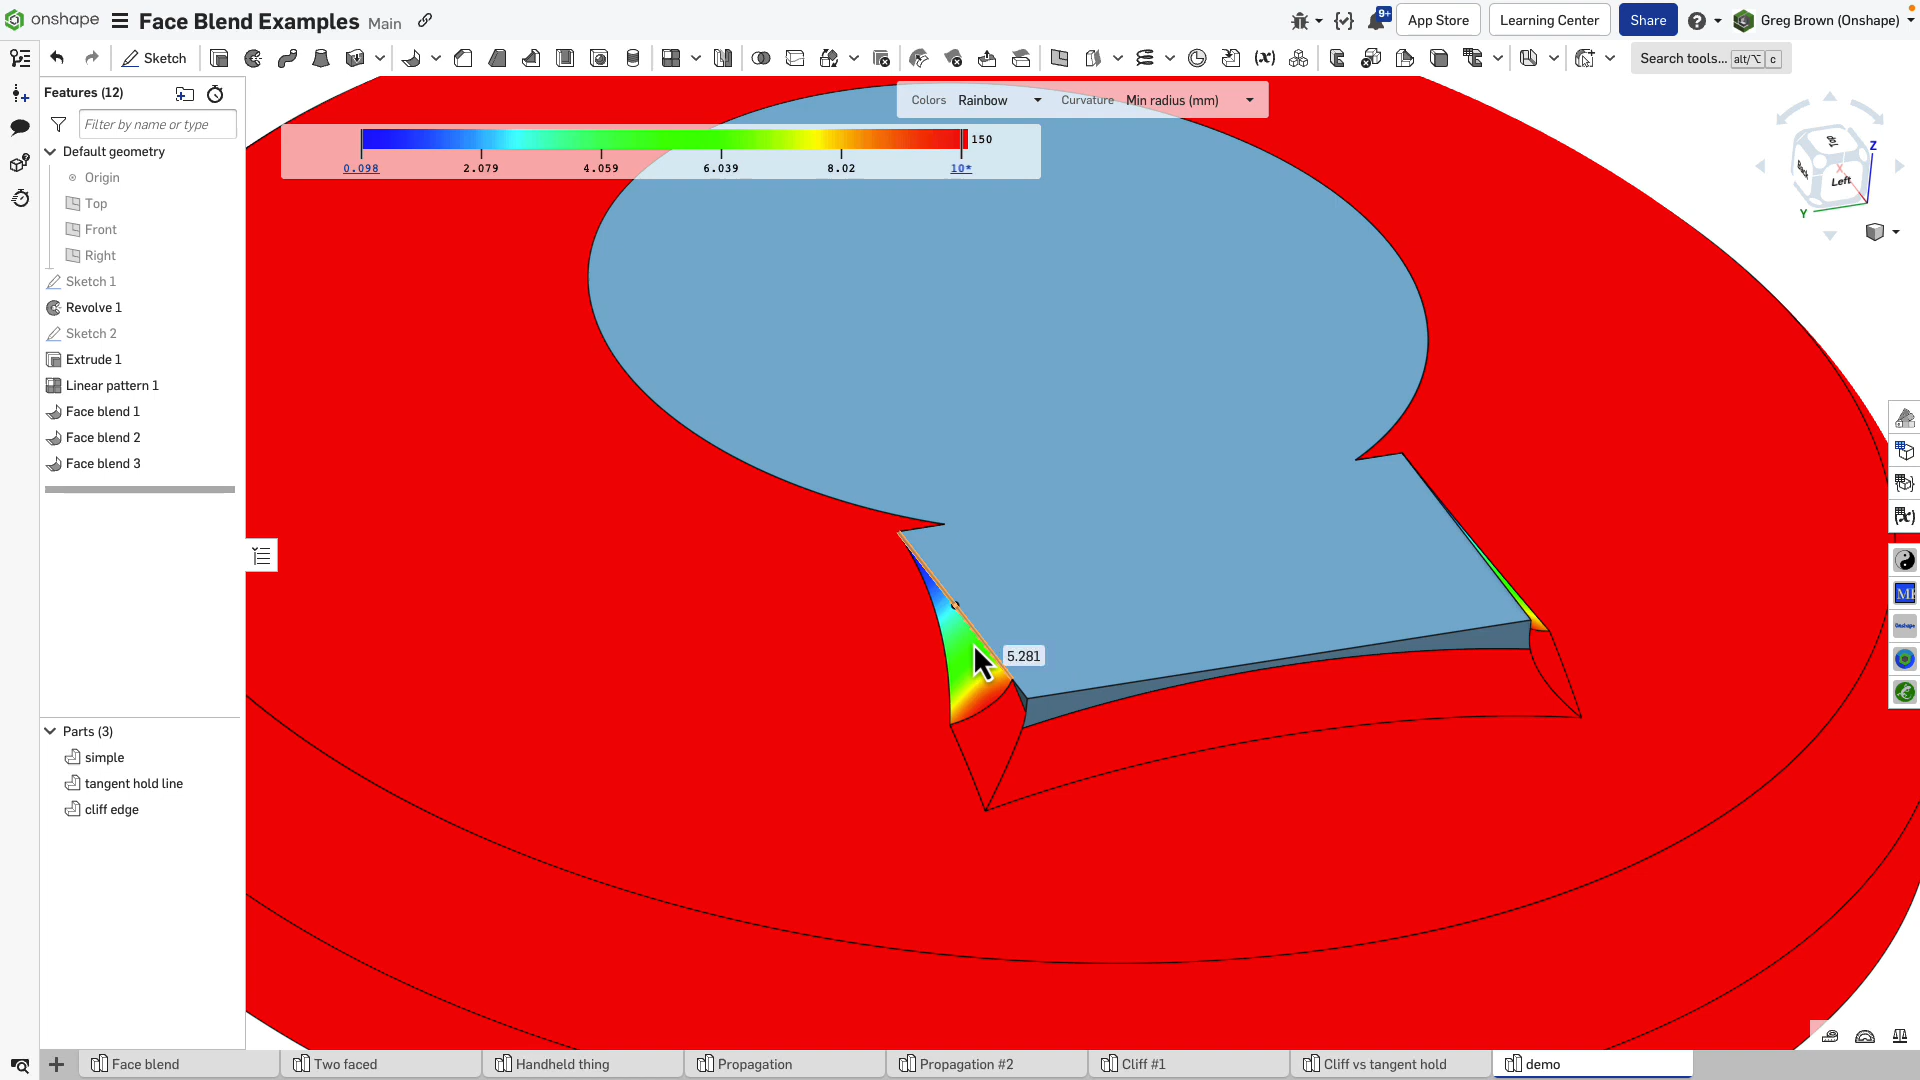 onshape Face Blend Examples Main 9+ App Store Learning Center Share Greg Brown (Onshape)
Sketch (x) Search tools... alt/⌥ c
Features (12)
Filter by name or type
Default geometry
Origin
Top
Front
Right
Sketch 1
Revolve 1
Sketch 2
Extrude 1
Linear pattern 1
Face blend 1
Face blend 2
Face blend 3
Parts (3)
simple
tangent hold line
cliff edge
Colors Rainbow Curvature Min radius (mm)
150
0.098 2.079 4.059 6.039 8.02 10*
5.281
Z
X
Back Left
Y
(x)
MK
Onshape
Face blend Two faced Handheld thing Propagation Propagation #2 Cliff #1 Cliff vs tangent hold demo